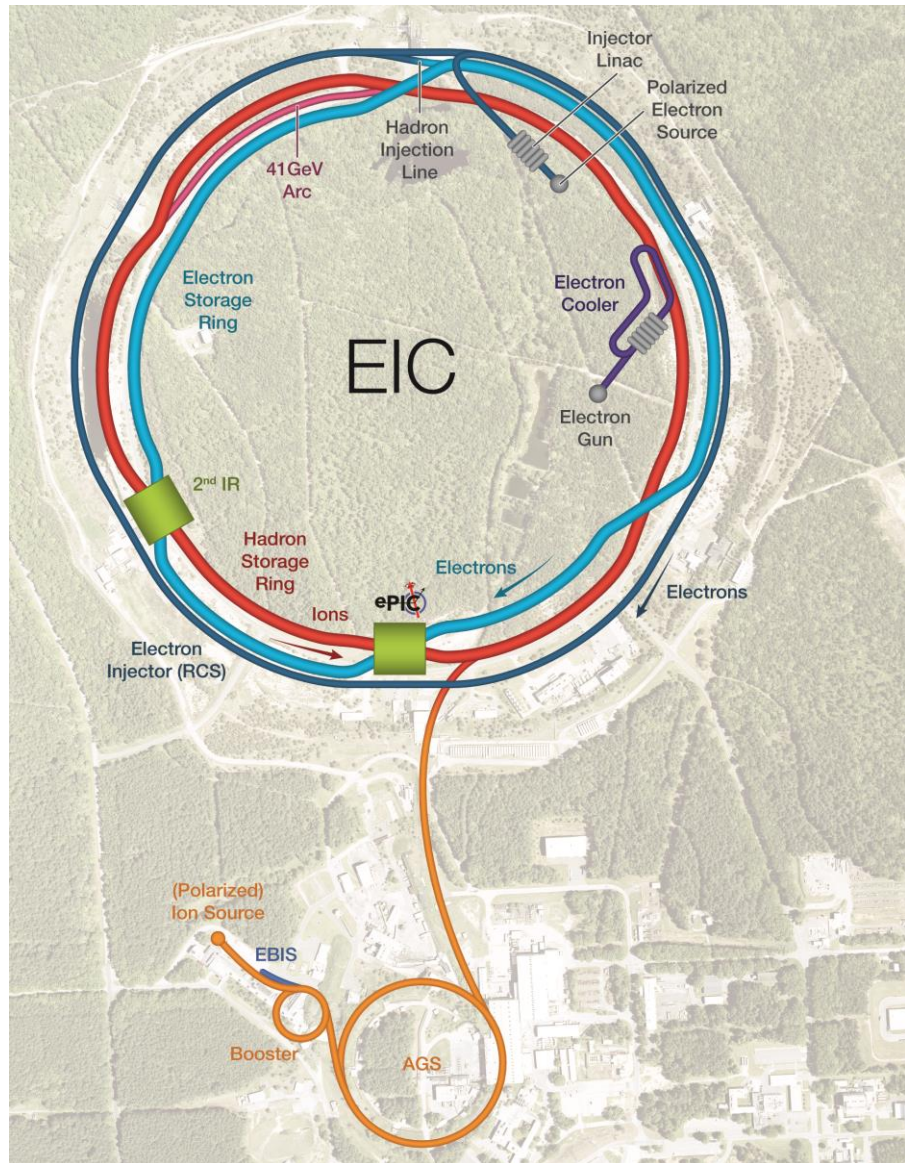 Injector
Linac
Polarized
Electron
Source
Hadron
Injection
Line
41GeV
Arc
Electron
Storage
Ring
Electron
Cooler
EIC
Electron
Gun
2nd IR
Hadron
Storage
Ring
Electrons
Electrons
ePIC
Ions
Electron
Injector (RCS)
(Polarized)
Ion Source
EBIS
Booster
AGS